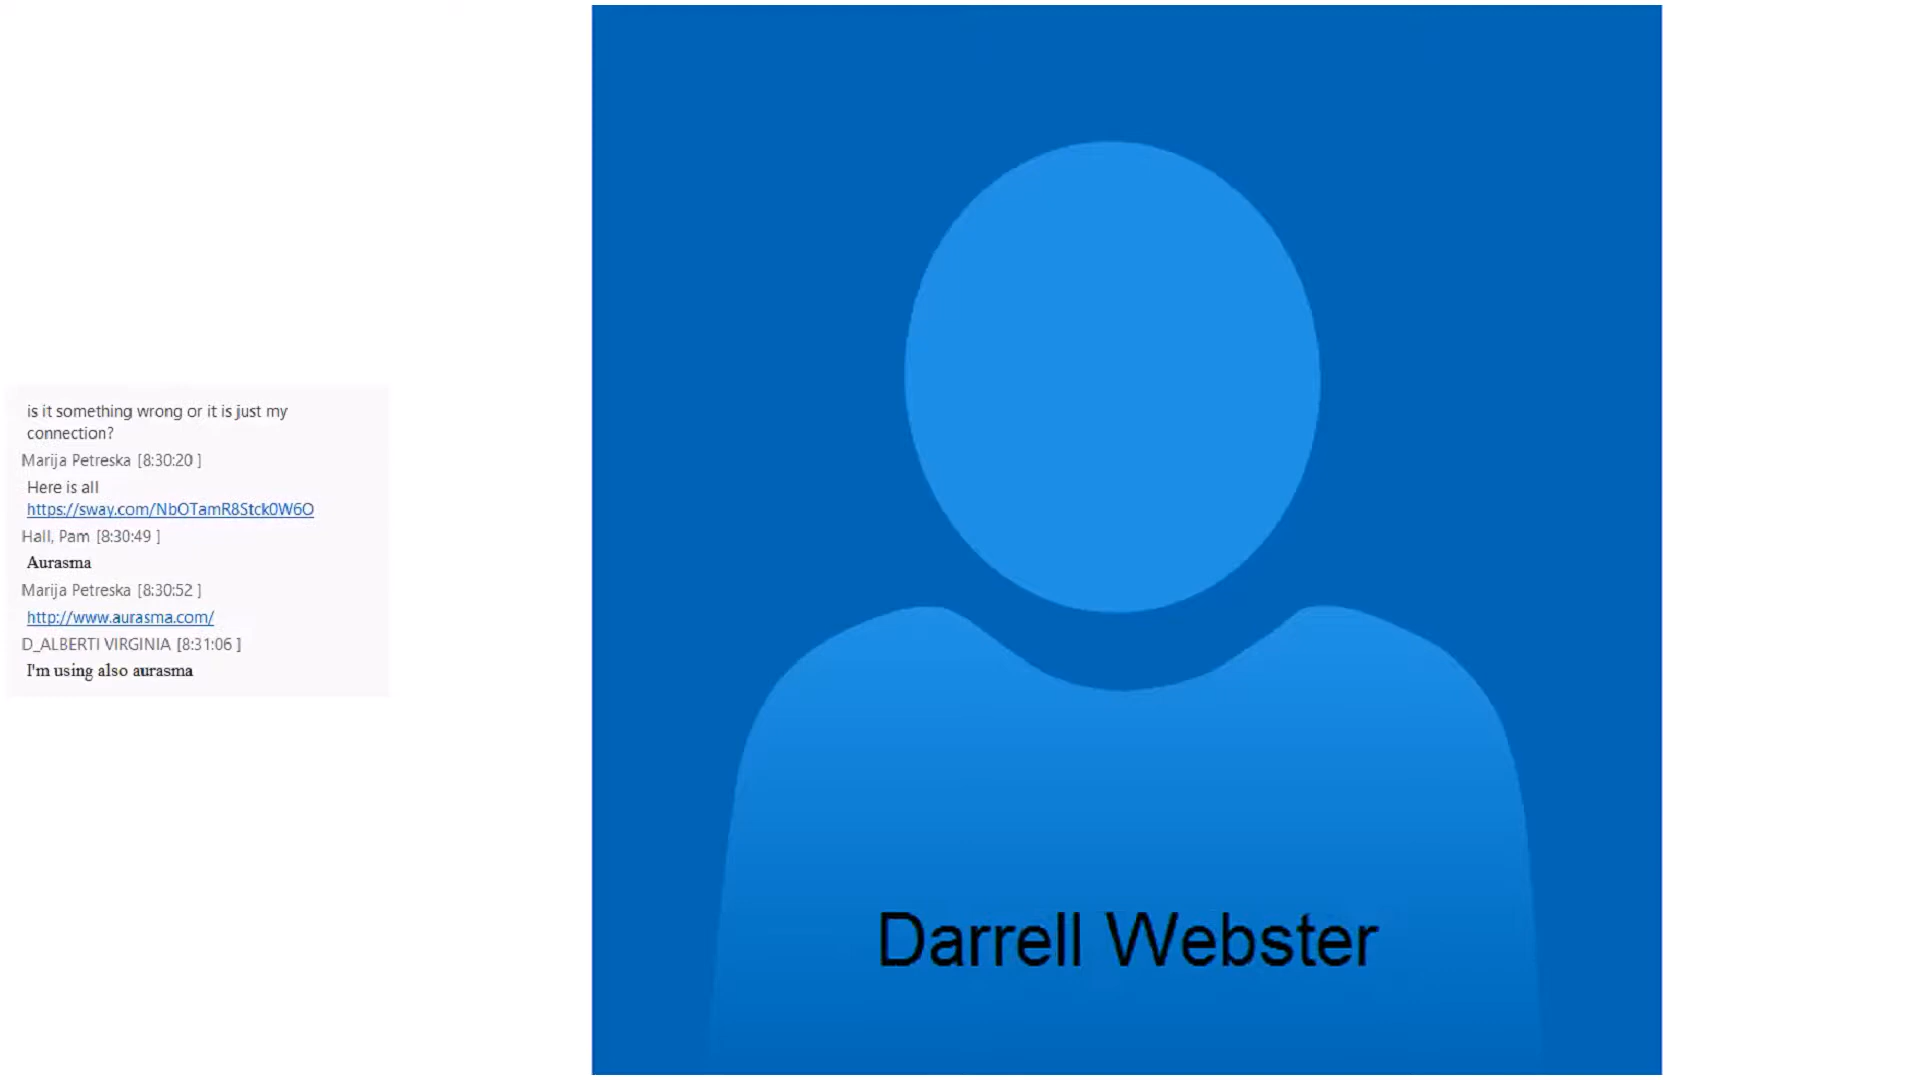 is it something wrong or it is just my
connection?
Marija Petreska [8:30:20 ]
Here is all
https://sway.com/NbOTamR8Stck0W6O
Hall, Pam [8:30:49 ]
Aurasma
Marija Petreska [8:30:52 ]
http://www.aurasma.com/
D_ALBERTI VIRGINIA [8:31:06 ]
I'm using also aurasma
Darrell Webster